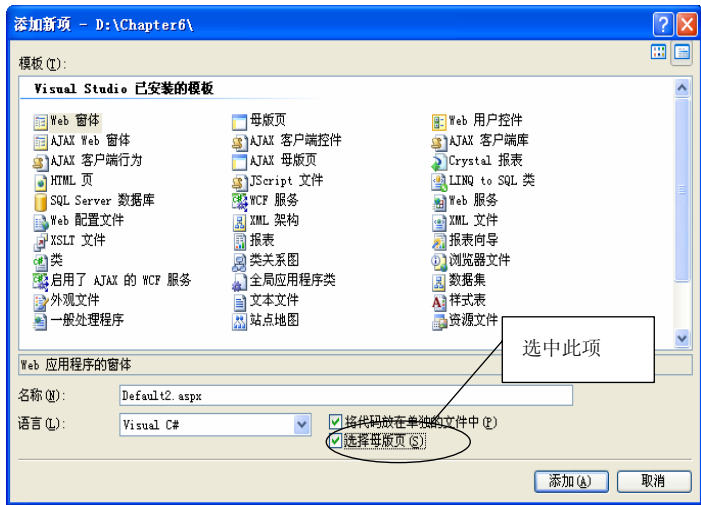 添加新项 - D:\Chapter6\
模板(T):
Visual Studio 已安装的模板
Web 窗体 母版页 Web 用户控件
AJAX Web 窗体 AJAX 客户端控件 AJAX 客户端库
AJAX 客户端行为 AJAX 母版页 Crystal 报表
HTML 页 JScript 文件 LINQ to SQL 类
SQL Server 数据库 WCF 服务 Web 服务
Web 配置文件 XML 架构 XML 文件
XSLT 文件 报表 报表向导
类 类关系图 浏览器文件
启用了 AJAX 的 WCF 服务 全局应用程序类 数据集
外观文件 文本文件 样式表
一般处理程序 站点地图 资源文件
选中此项
Web 应用程序的窗体
名称(N): Default2.aspx
语言(L): Visual C# 将代码放在单独的文件中(P)
选择母版页(S)
添加(A) 取消